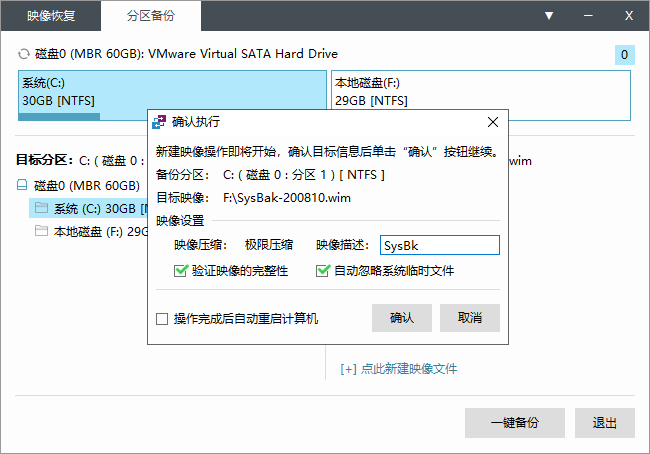 映像恢复
分区备份
磁盘0 (MBR 60GB): VMware Virtual SATA Hard Drive
0
系统(C:)
30GB [NTFS]
本地磁盘(F:)
29GB [NTFS]
确认执行
新建映像操作即将开始，确认目标信息后单击“确认”按钮继续。
备份分区： C: ( 磁盘 0 : 分区 1 ) [ NTFS ]
目标映像： F:\SysBak-200810.wim
映像设置
映像压缩： 极限压缩 映像描述： SysBk
验证映像的完整性 自动忽略系统临时文件
操作完成后自动重启计算机
确认 取消
目标分区： C: ( 磁盘 0 :
wim
磁盘0 (MBR 60GB)
系统 (C:) 30GB
本地磁盘 (F:)
[+] 点此新建映像文件
一键备份
退出